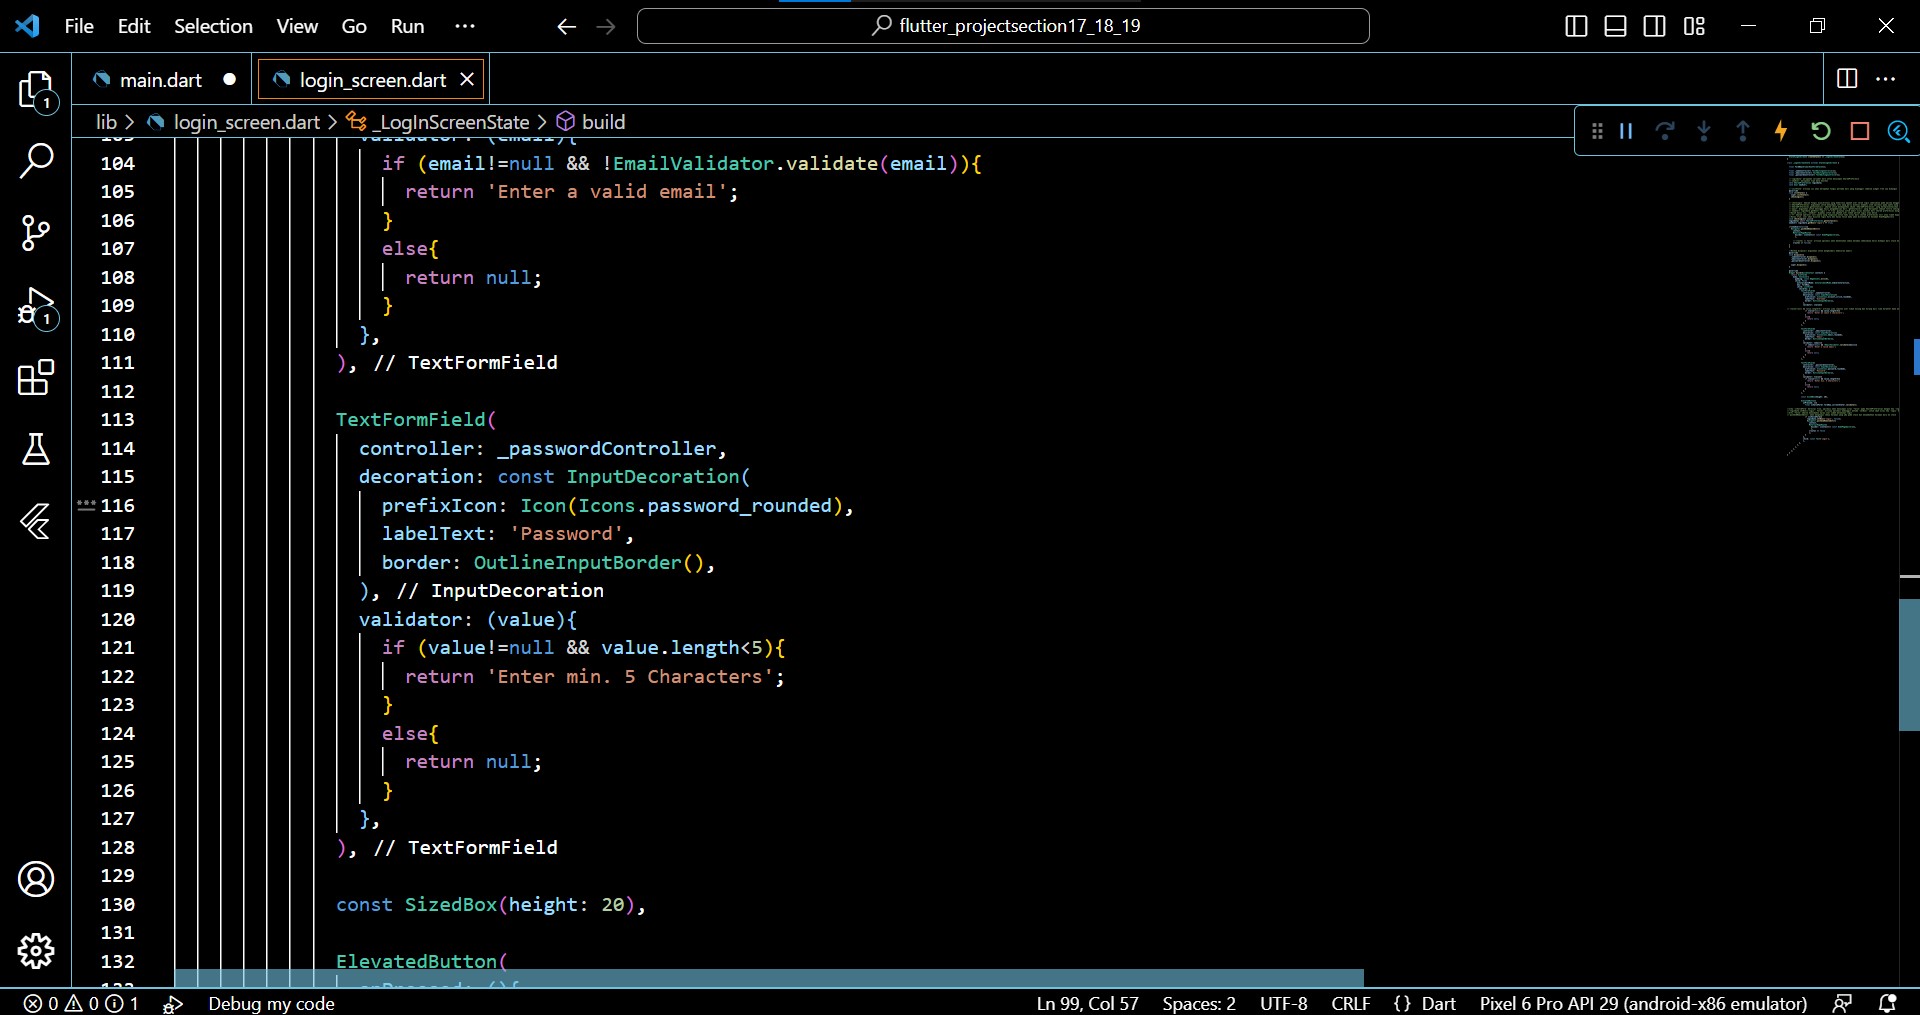 File Edit Selection View Go Run ··· flutter_projectsection17_18_19
main.dart login_screen.dart
lib > login_screen.dart > _LogInScreenState > build
104 if (email!=null && !EmailValidator.validate(email)){
105 return 'Enter a valid email';
106 }
107 else{
108 return null;
109 }
110 },
111 ), // TextFormField
112
113 TextFormField(
114 controller: _passwordController,
115 decoration: const InputDecoration(
116 prefixIcon: Icon(Icons.password_rounded),
117 labelText: 'Password',
118 border: OutlineInputBorder(),
119 ), // InputDecoration
120 validator: (value){
121 if (value!=null && value.length<5){
122 return 'Enter min. 5 Characters';
123 }
124 else{
125 return null;
126 }
127 },
128 ), // TextFormField
129
130 const SizedBox(height: 20),
131
132 ElevatedButton(
1
1
0 0 1 Debug my code Ln 99, Col 57 Spaces: 2 UTF-8 CRLF {} Dart Pixel 6 Pro API 29 (android-x86 emulator)